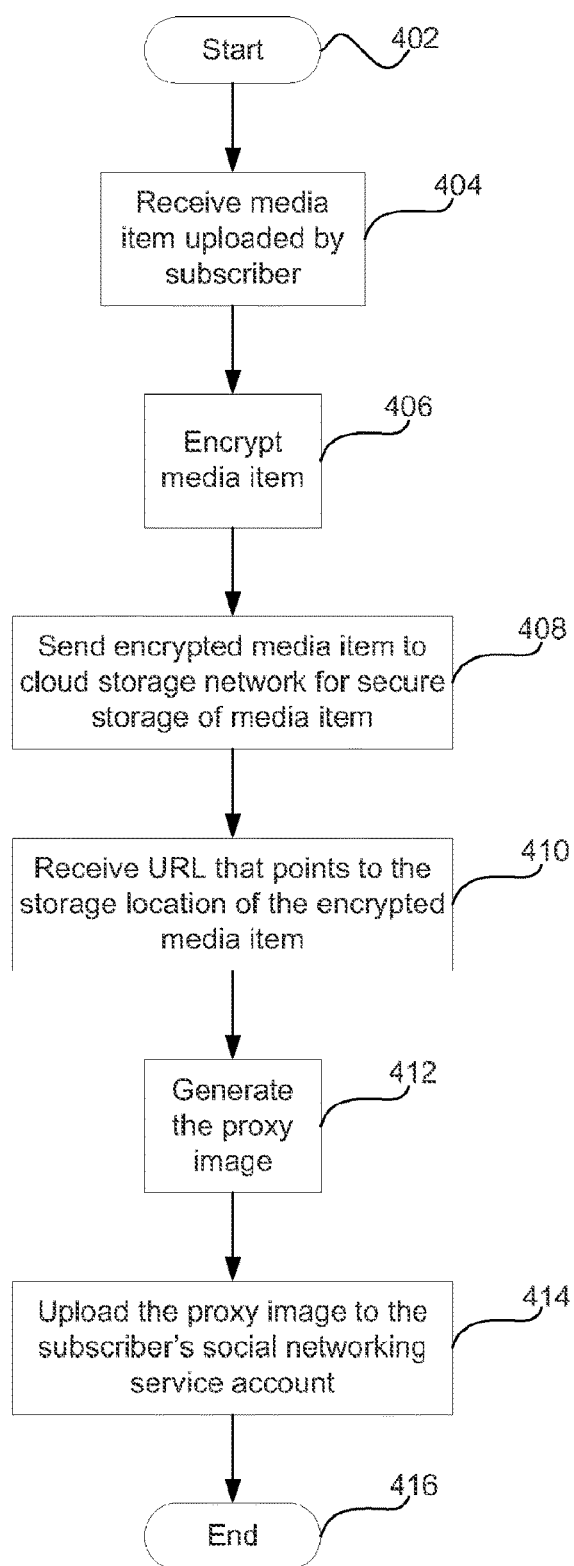 Start
402
404
Receive media
item uploaded by
subscriber
406
Encrypt
media item
408
Send encrypted media item to
cloud storage network for secure
storage of media item
410
Receive URL that points to the
storage location of the encrypted
media item
412
Generate
the proxy
image
414
Upload the proxy image to the
subscriber's social networking
service account
416
End